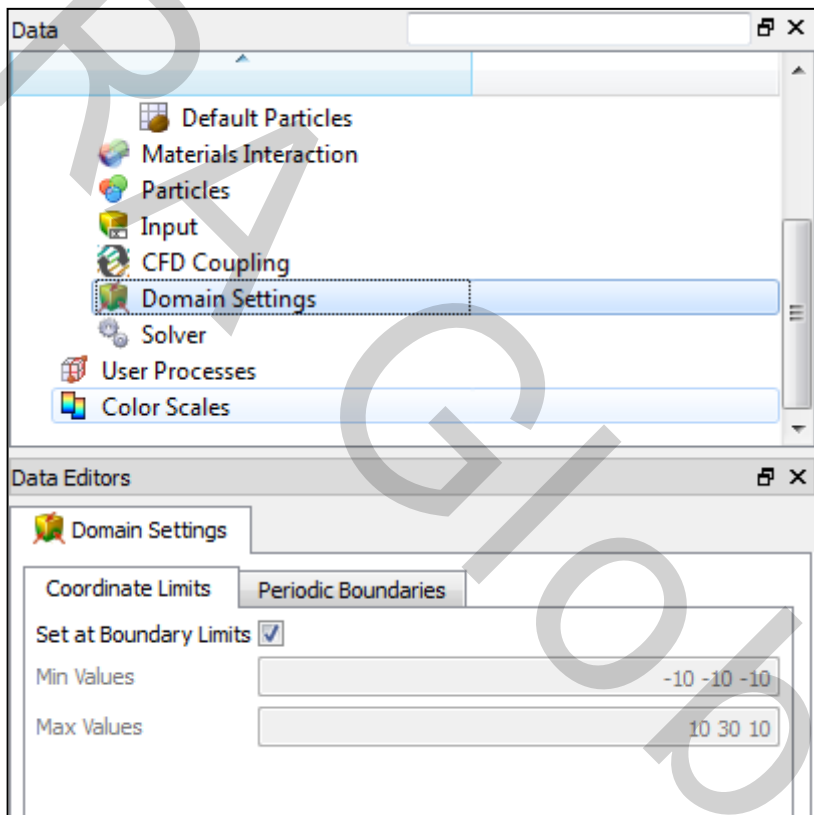 Data
Default Particles
Materials Interaction
Particles
Input
CFD Coupling
Domain Settings
Solver
User Processes
Color Scales
Data Editors
Domain Settings
Coordinate Limits Periodic Boundaries
Set at Boundary Limits
Min Values -10 -10 -10
Max Values 10 30 10
RA Glob